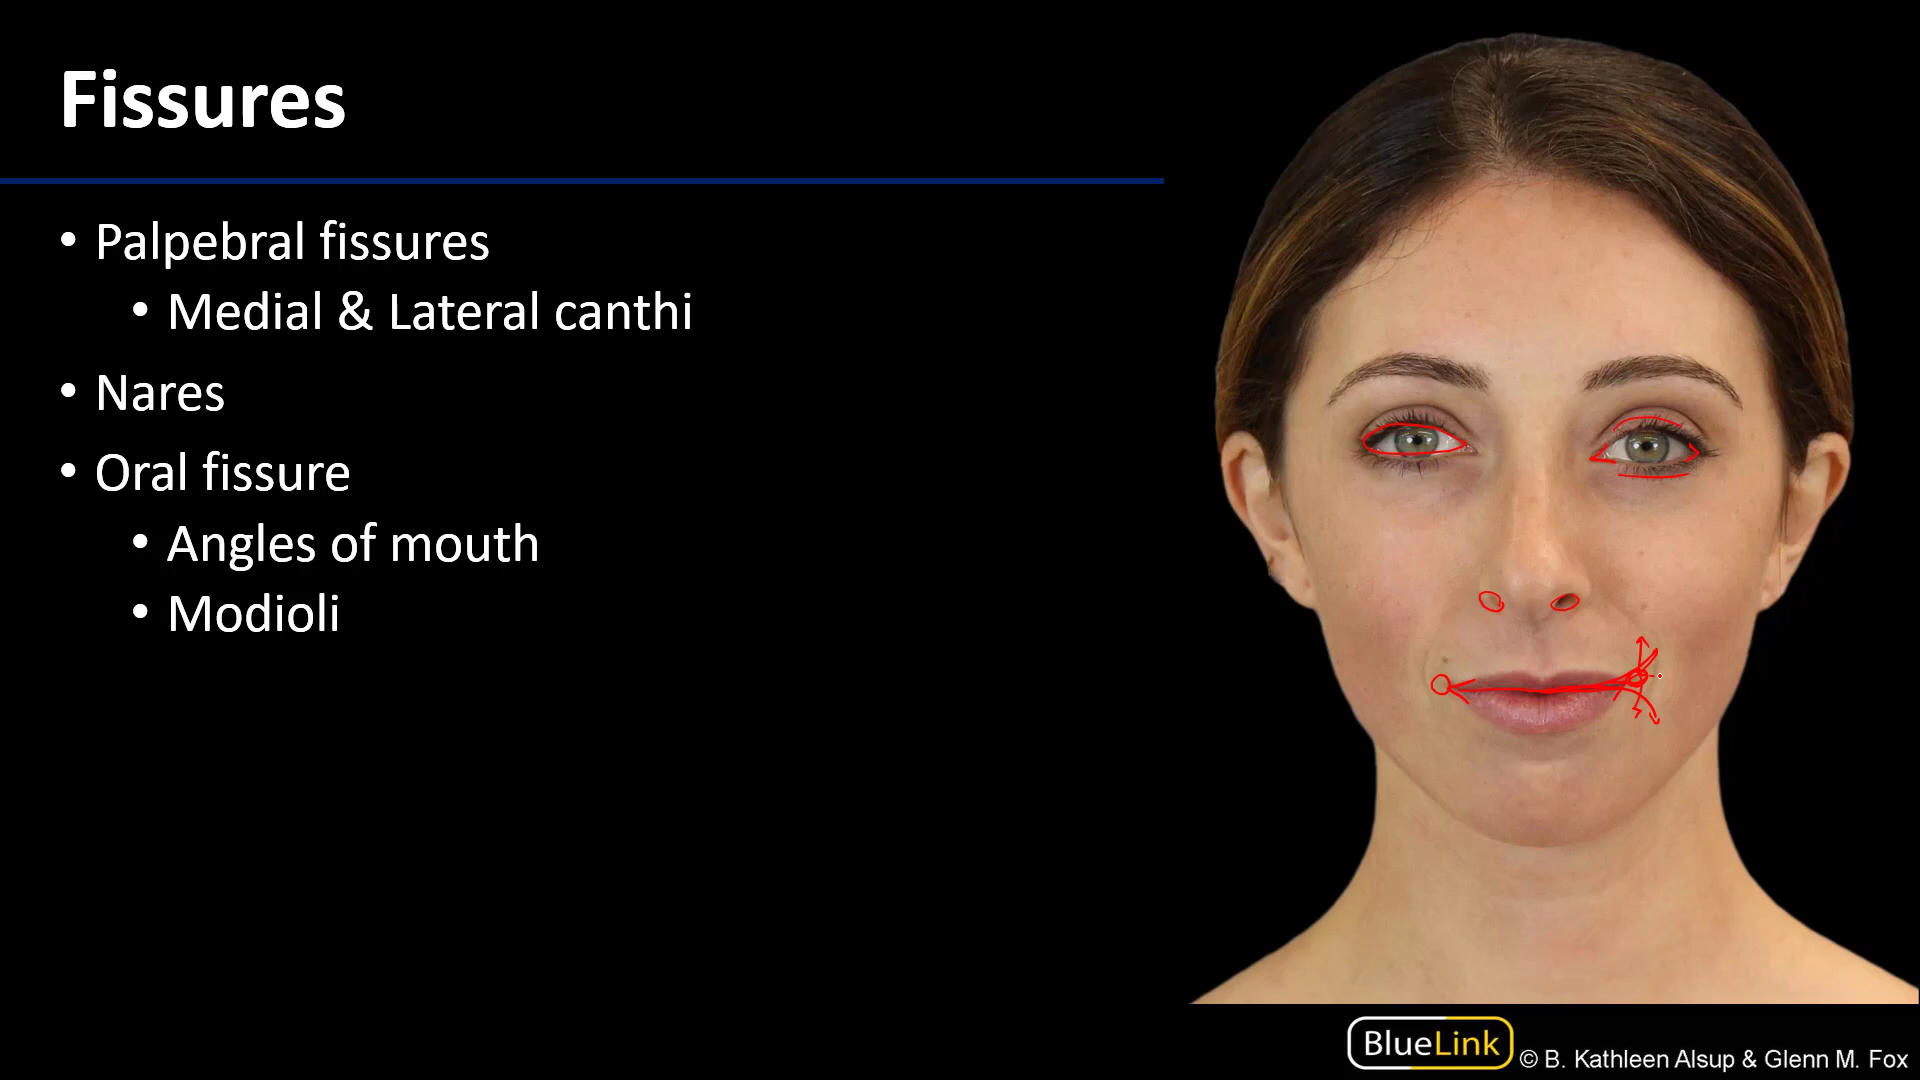 Fissures
• Palpebral fissures
• Medial & Lateral canthi
• Nares
• Oral fissure
• Angles of mouth
• Modioli
BlueLink © B. Kathleen Alsup & Glenn M. Fox